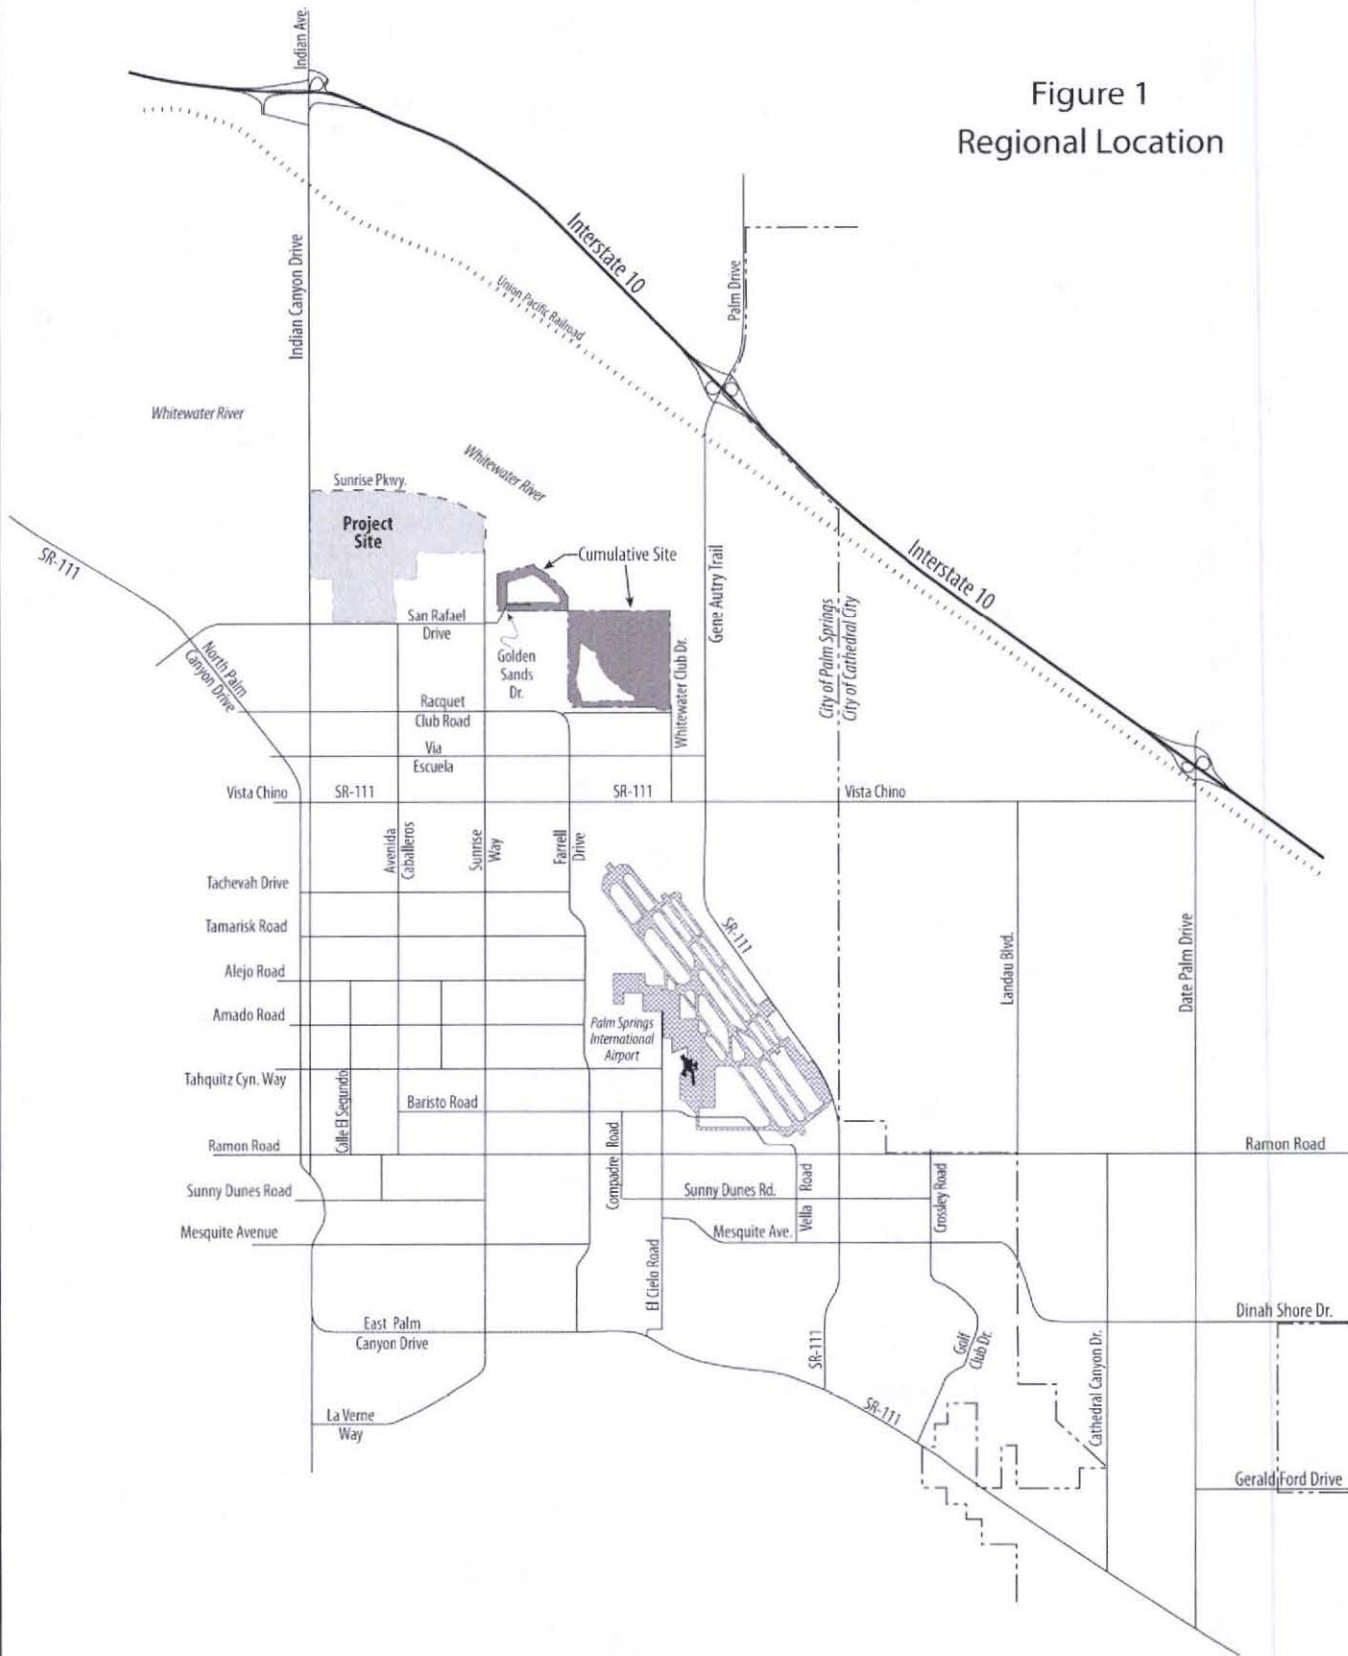 Indian Ave.
Figure 1
Regional Location
Indian Canyon Drive
Interstate 10
Union Pacific Railroad
Palm Drive
Whitewater River
Whitewater River
Sunrise Pkwy.
Project
Site
SR-111
Cumulative Site
Gene Autry Trail
Interstate 10
San Rafael
Drive
City of Palm Springs
City of Cathedral City
North Palm
Canyon Drive
Golden
Sands
Dr.
Whitewater Club Dr.
Racquet
Club Road
Via
Escuela
Vista Chino
SR-111
SR-111
Vista Chino
Avenida
Caballeros
Sunrise
Way
Farrell
Drive
Tachevah Drive
Tamarisk Road
SR-111
Landau Blvd.
Date Palm Drive
Alejo Road
Amado Road
Palm Springs
International
Airport
Tahquitz Cyn. Way
Calle El Segundo
Baristo Road
Ramon Road
Compadre Road
Ramon Road
Sunny Dunes Road
Sunny Dunes Rd.
Vella Road
Crossley Road
Mesquite Avenue
Mesquite Ave.
El Cielo Road
Dinah Shore Dr.
East Palm
Canyon Drive
SR-111
Golf
Club Dr.
Cathedral Canyon Dr.
SR-111
La Verne
Way
Gerald Ford Drive